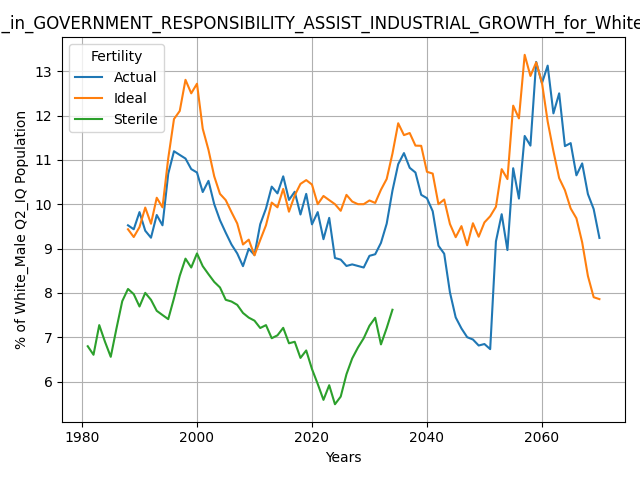 _in_GOVERNMENT_RESPONSIBILITY_ASSIST_INDUSTRIAL_GROWTH_for_White
Fertility
Actual
Ideal
Sterile
% of White_Male Q2_IQ Population
13
12
11
10
9
8
7
6
1980 2000 2020 2040 2060
Years